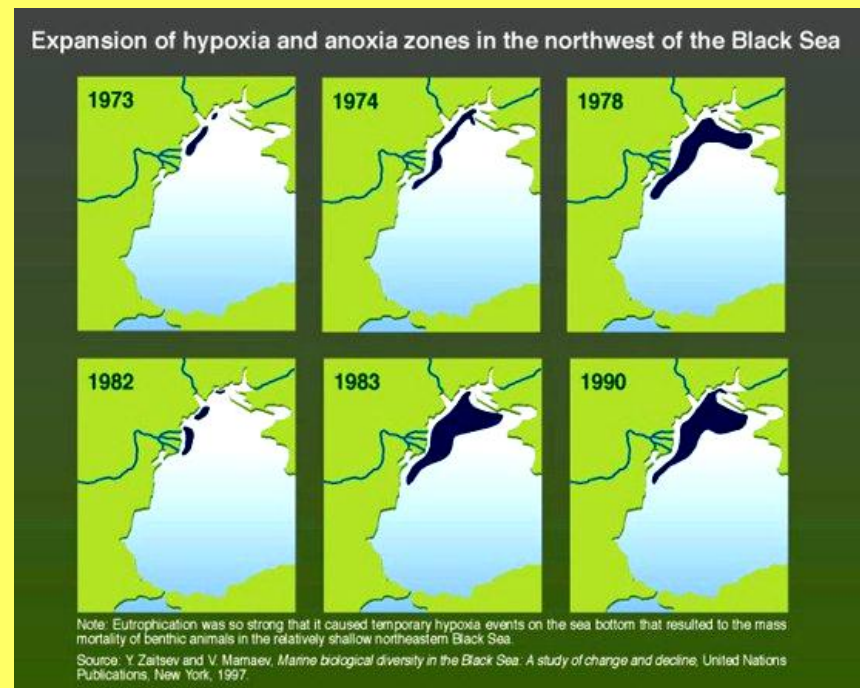 Expansion of hypoxia and anoxia zones in the northwest of the Black Sea
1973
1974
1978
1982
1983
1990
Note: Eutrophication was so strong that it caused temporary hypoxia events on the sea bottom that resulted to the mass
mortality of benthic animals in the relatively shallow northeastern Black Sea.
Source: Y. Zaitsev and V. Mamaev, Marine biological diversity in the Black Sea: A study of change and decline, United Nations
Publications, New York, 1997.